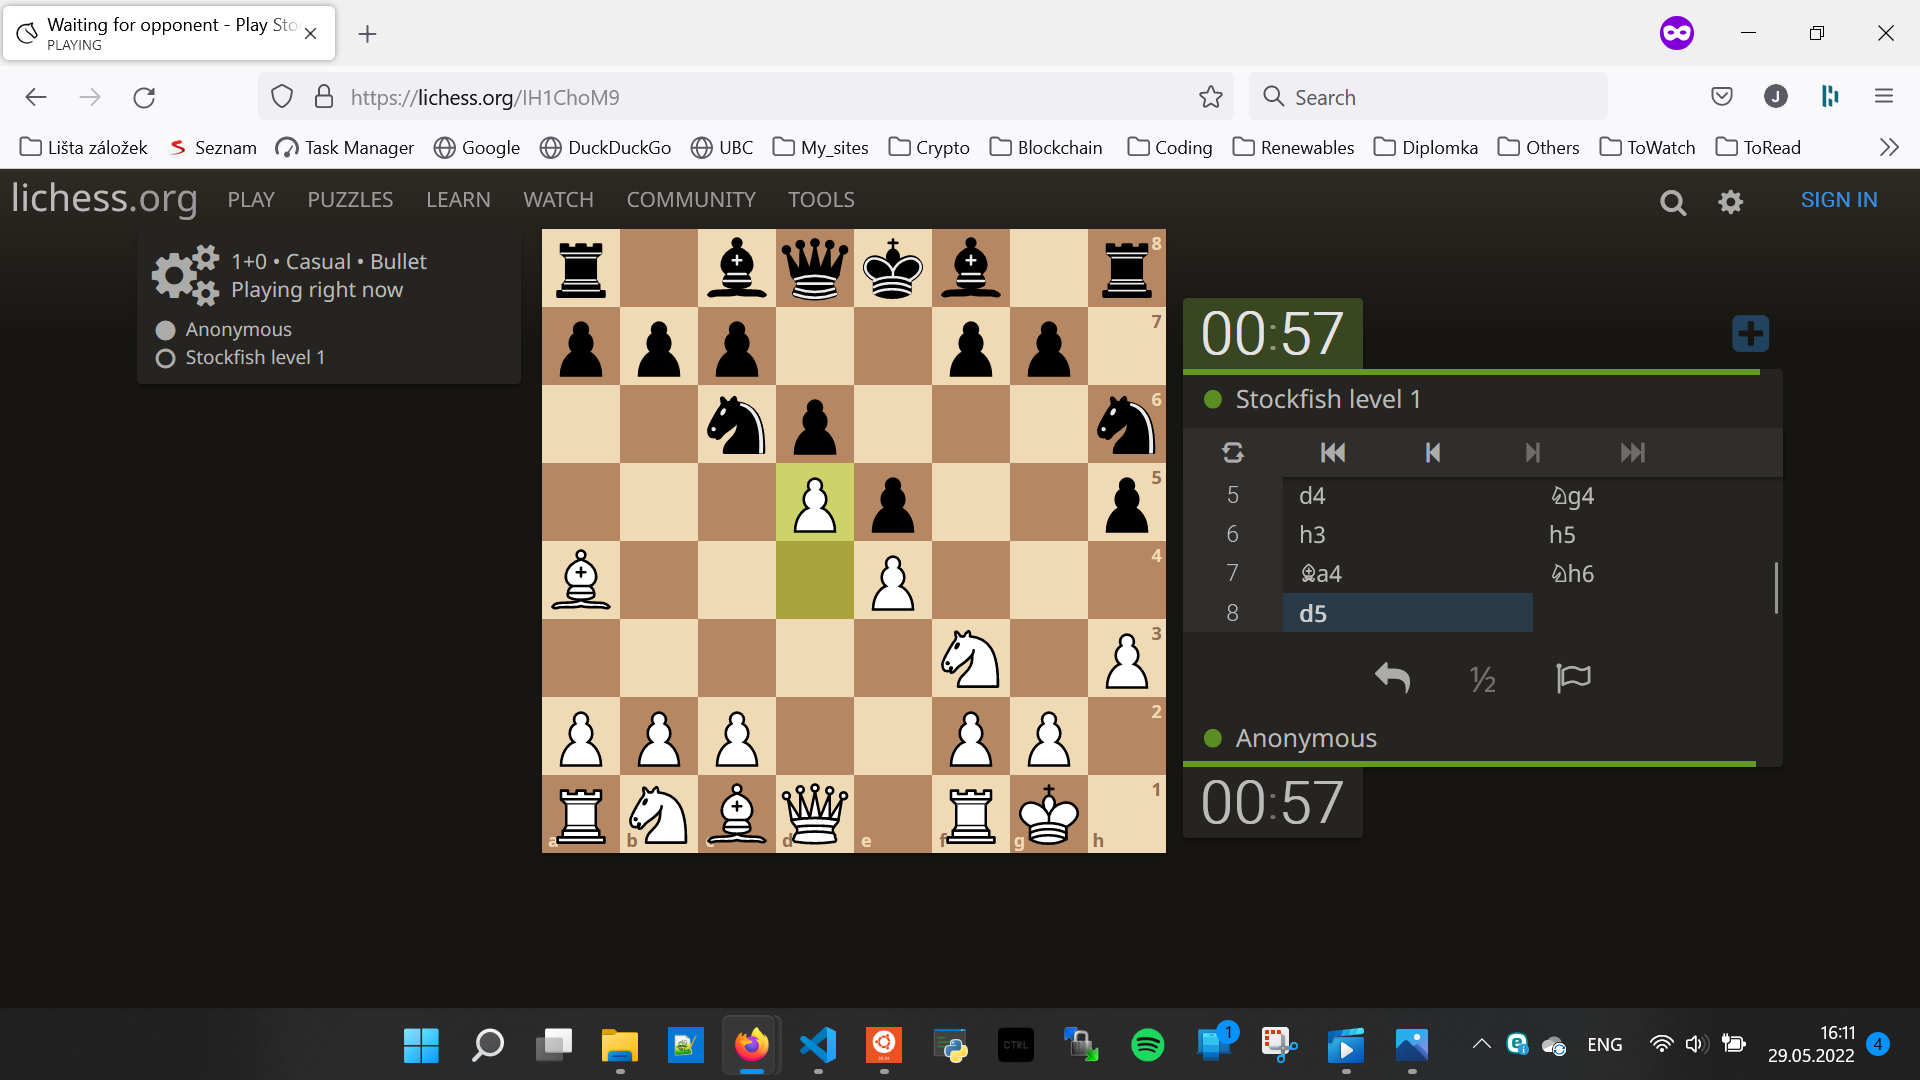 Waiting for opponent - Play Sto
PLAYING
https://lichess.org/IH1ChoM9
Search
J
Lišta záložek
Seznam
Task Manager
Google
DuckDuckGo
UBC
My_sites
Crypto
Blockchain
Coding
Renewables
Diplomka
Others
ToWatch
ToRead
lichess.org
PLAY
PUZZLES
LEARN
WATCH
COMMUNITY
TOOLS
SIGN IN
1+0 • Casual • Bullet
Playing right now
Anonymous
Stockfish level 1
8
7
6
5
4
3
2
1
a
b
c
d
e
f
g
h
00:57
Stockfish level 1
5 d4 ♘g4
6 h3 h5
7 ♗a4 ♘h6
8 d5
½
Anonymous
00:57
CTRL
1
ENG
16:11
29.05.2022
4